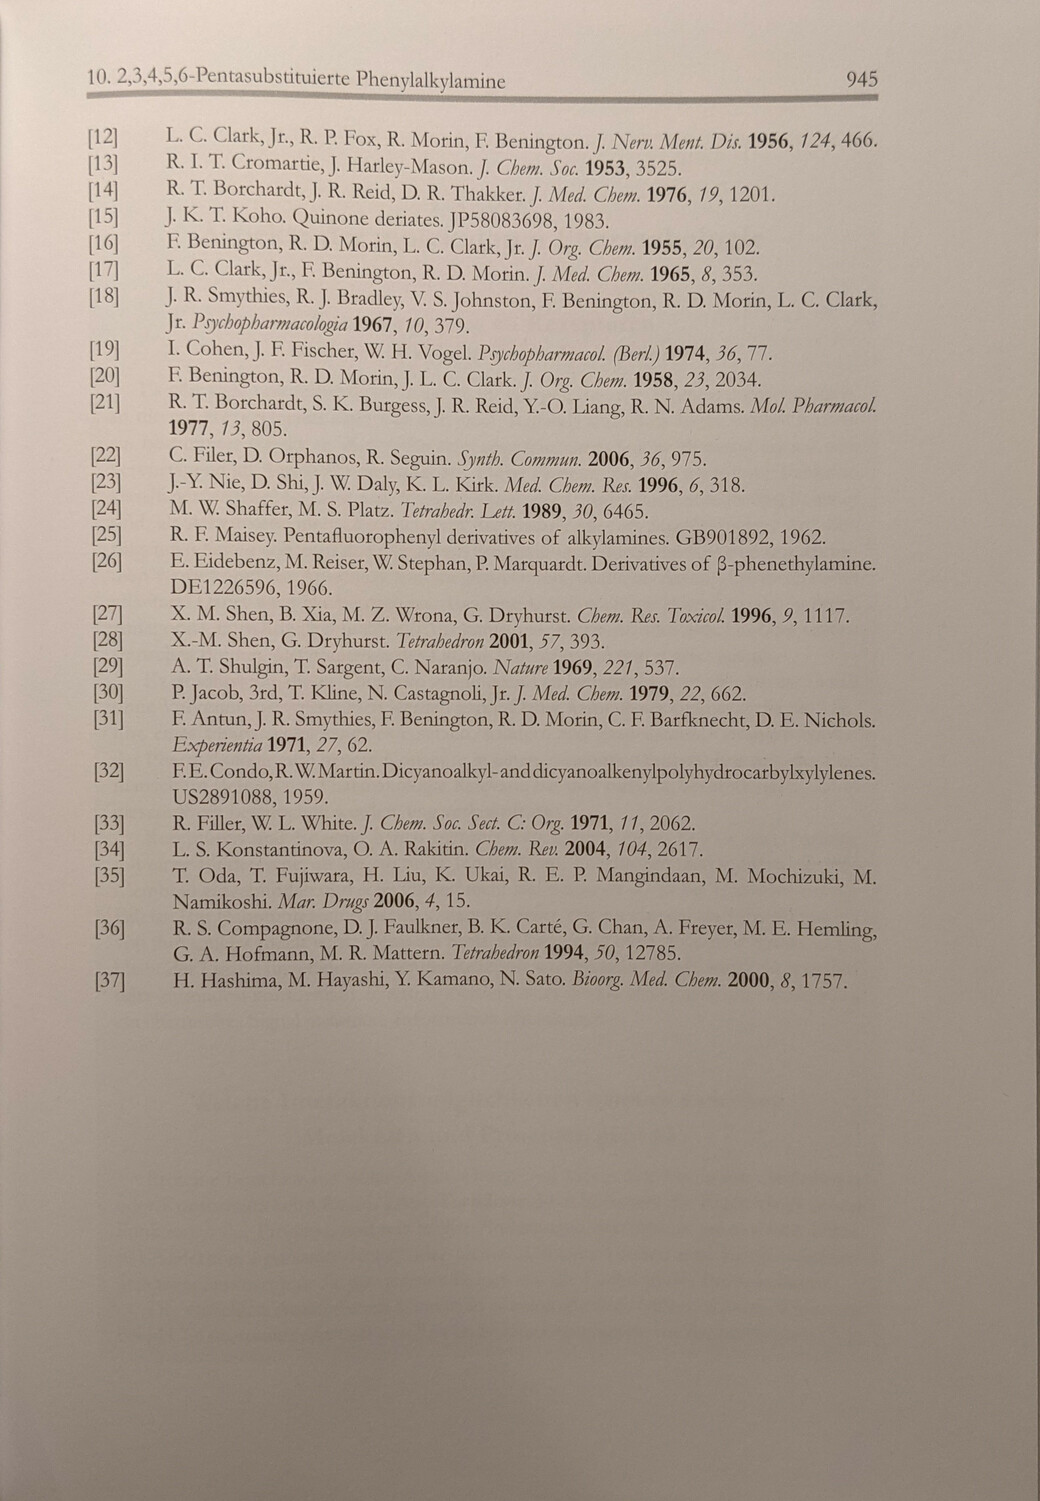 10. 2,3,4,5,6-Pentasubstituierte Phenylalkylamine 945
[12] L. C. Clark, Jr., R. P. Fox, R. Morin, F. Benington. J. Nerv. Ment. Dis. 1956, 124, 466.
[13] R. I. T. Cromartie, J. Harley-Mason. J. Chem. Soc. 1953, 3525.
[14] R. T. Borchardt, J. R. Reid, D. R. Thakker. J. Med. Chem. 1976, 19, 1201.
[15] J. K. T. Koho. Quinone deriates. JP58083698, 1983.
[16] F. Benington, R. D. Morin, L. C. Clark, Jr. J. Org. Chem. 1955, 20, 102.
[17] L. C. Clark, Jr., F. Benington, R. D. Morin. J. Med. Chem. 1965, 8, 353.
[18] J. R. Smythies, R. J. Bradley, V. S. Johnston, F. Benington, R. D. Morin, L. C. Clark,
Jr. Psychopharmacologia 1967, 10, 379.
[19] I. Cohen, J. F. Fischer, W. H. Vogel. Psychopharmacol. (Berl.) 1974, 36, 77.
[20] F. Benington, R. D. Morin, J. L. C. Clark. J. Org. Chem. 1958, 23, 2034.
[21] R. T. Borchardt, S. K. Burgess, J. R. Reid, Y.-O. Liang, R. N. Adams. Mol. Pharmacol.
1977, 13, 805.
[22] C. Filer, D. Orphanos, R. Seguin. Synth. Commun. 2006, 36, 975.
[23] J.-Y. Nie, D. Shi, J. W. Daly, K. L. Kirk. Med. Chem. Res. 1996, 6, 318.
[24] M. W. Shaffer, M. S. Platz. Tetrahedr. Lett. 1989, 30, 6465.
[25] R. F. Maisey. Pentafluorophenyl derivatives of alkylamines. GB901892, 1962.
[26] E. Eidebenz, M. Reiser, W. Stephan, P. Marquardt. Derivatives of β-phenethylamine.
DE1226596, 1966.
[27] X. M. Shen, B. Xia, M. Z. Wrona, G. Dryhurst. Chem. Res. Toxicol. 1996, 9, 1117.
[28] X.-M. Shen, G. Dryhurst. Tetrahedron 2001, 57, 393.
[29] A. T. Shulgin, T. Sargent, C. Naranjo. Nature 1969, 221, 537.
[30] P. Jacob, 3rd, T. Kline, N. Castagnoli, Jr. J. Med. Chem. 1979, 22, 662.
[31] F. Antun, J. R. Smythies, F. Benington, R. D. Morin, C. F. Barfknecht, D. E. Nichols.
Experientia 1971, 27, 62.
[32] F. E. Condo, R. W. Martin. Dicyanoalkyl- and dicyanoalkenylpolyhydrocarbylxylylenes.
US2891088, 1959.
[33] R. Filler, W. L. White. J. Chem. Soc. Sect. C: Org. 1971, 11, 2062.
[34] L. S. Konstantinova, O. A. Rakitin. Chem. Rev. 2004, 104, 2617.
[35] T. Oda, T. Fujiwara, H. Liu, K. Ukai, R. E. P. Mangindaan, M. Mochizuki, M.
Namikoshi. Mar. Drugs 2006, 4, 15.
[36] R. S. Compagnone, D. J. Faulkner, B. K. Carté, G. Chan, A. Freyer, M. E. Hemling,
G. A. Hofmann, M. R. Mattern. Tetrahedron 1994, 50, 12785.
[37] H. Hashima, M. Hayashi, Y. Kamano, N. Sato. Bioorg. Med. Chem. 2000, 8, 1757.